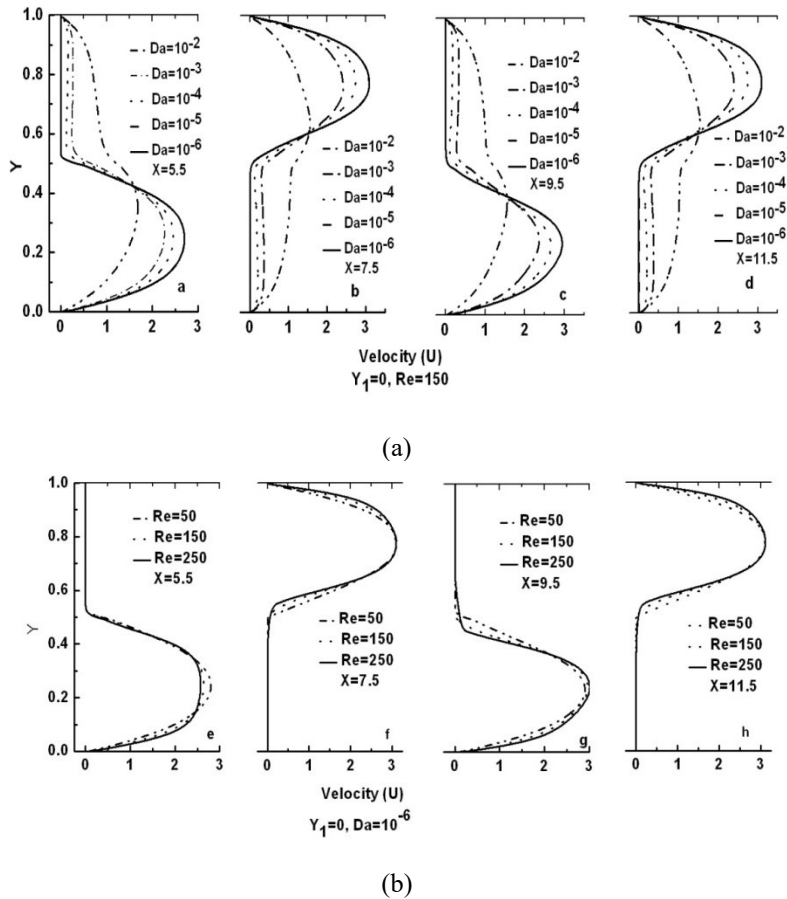 1.0
0.8
0.6
0.4
0.2
0.0
Y
Da=10-2
Da=10-3
Da=10-4
Da=10-5
Da=10-6
X=5.5
a
0 1 2 3
Da=10-2
Da=10-3
Da=10-4
Da=10-5
Da=10-6
X=7.5
b
0 1 2 3
Da=10-2
Da=10-3
Da=10-4
Da=10-5
Da=10-6
X=9.5
c
0 1 2 3
Da=10-2
Da=10-3
Da=10-4
Da=10-5
Da=10-6
X=11.5
d
0 1 2 3
Velocity (U)
Y1=0, Re=150
(a)
1.0
0.8
0.6
0.4
0.2
0.0
Y
Re=50
Re=150
Re=250
X=5.5
e
0 1 2 3
Re=50
Re=150
Re=250
X=7.5
f
0 1 2 3
Re=50
Re=150
Re=250
X=9.5
g
0 1 2 3
Re=50
Re=150
Re=250
X=11.5
h
0 1 2 3
Velocity (U)
Y1=0, Da=10-6
(b)